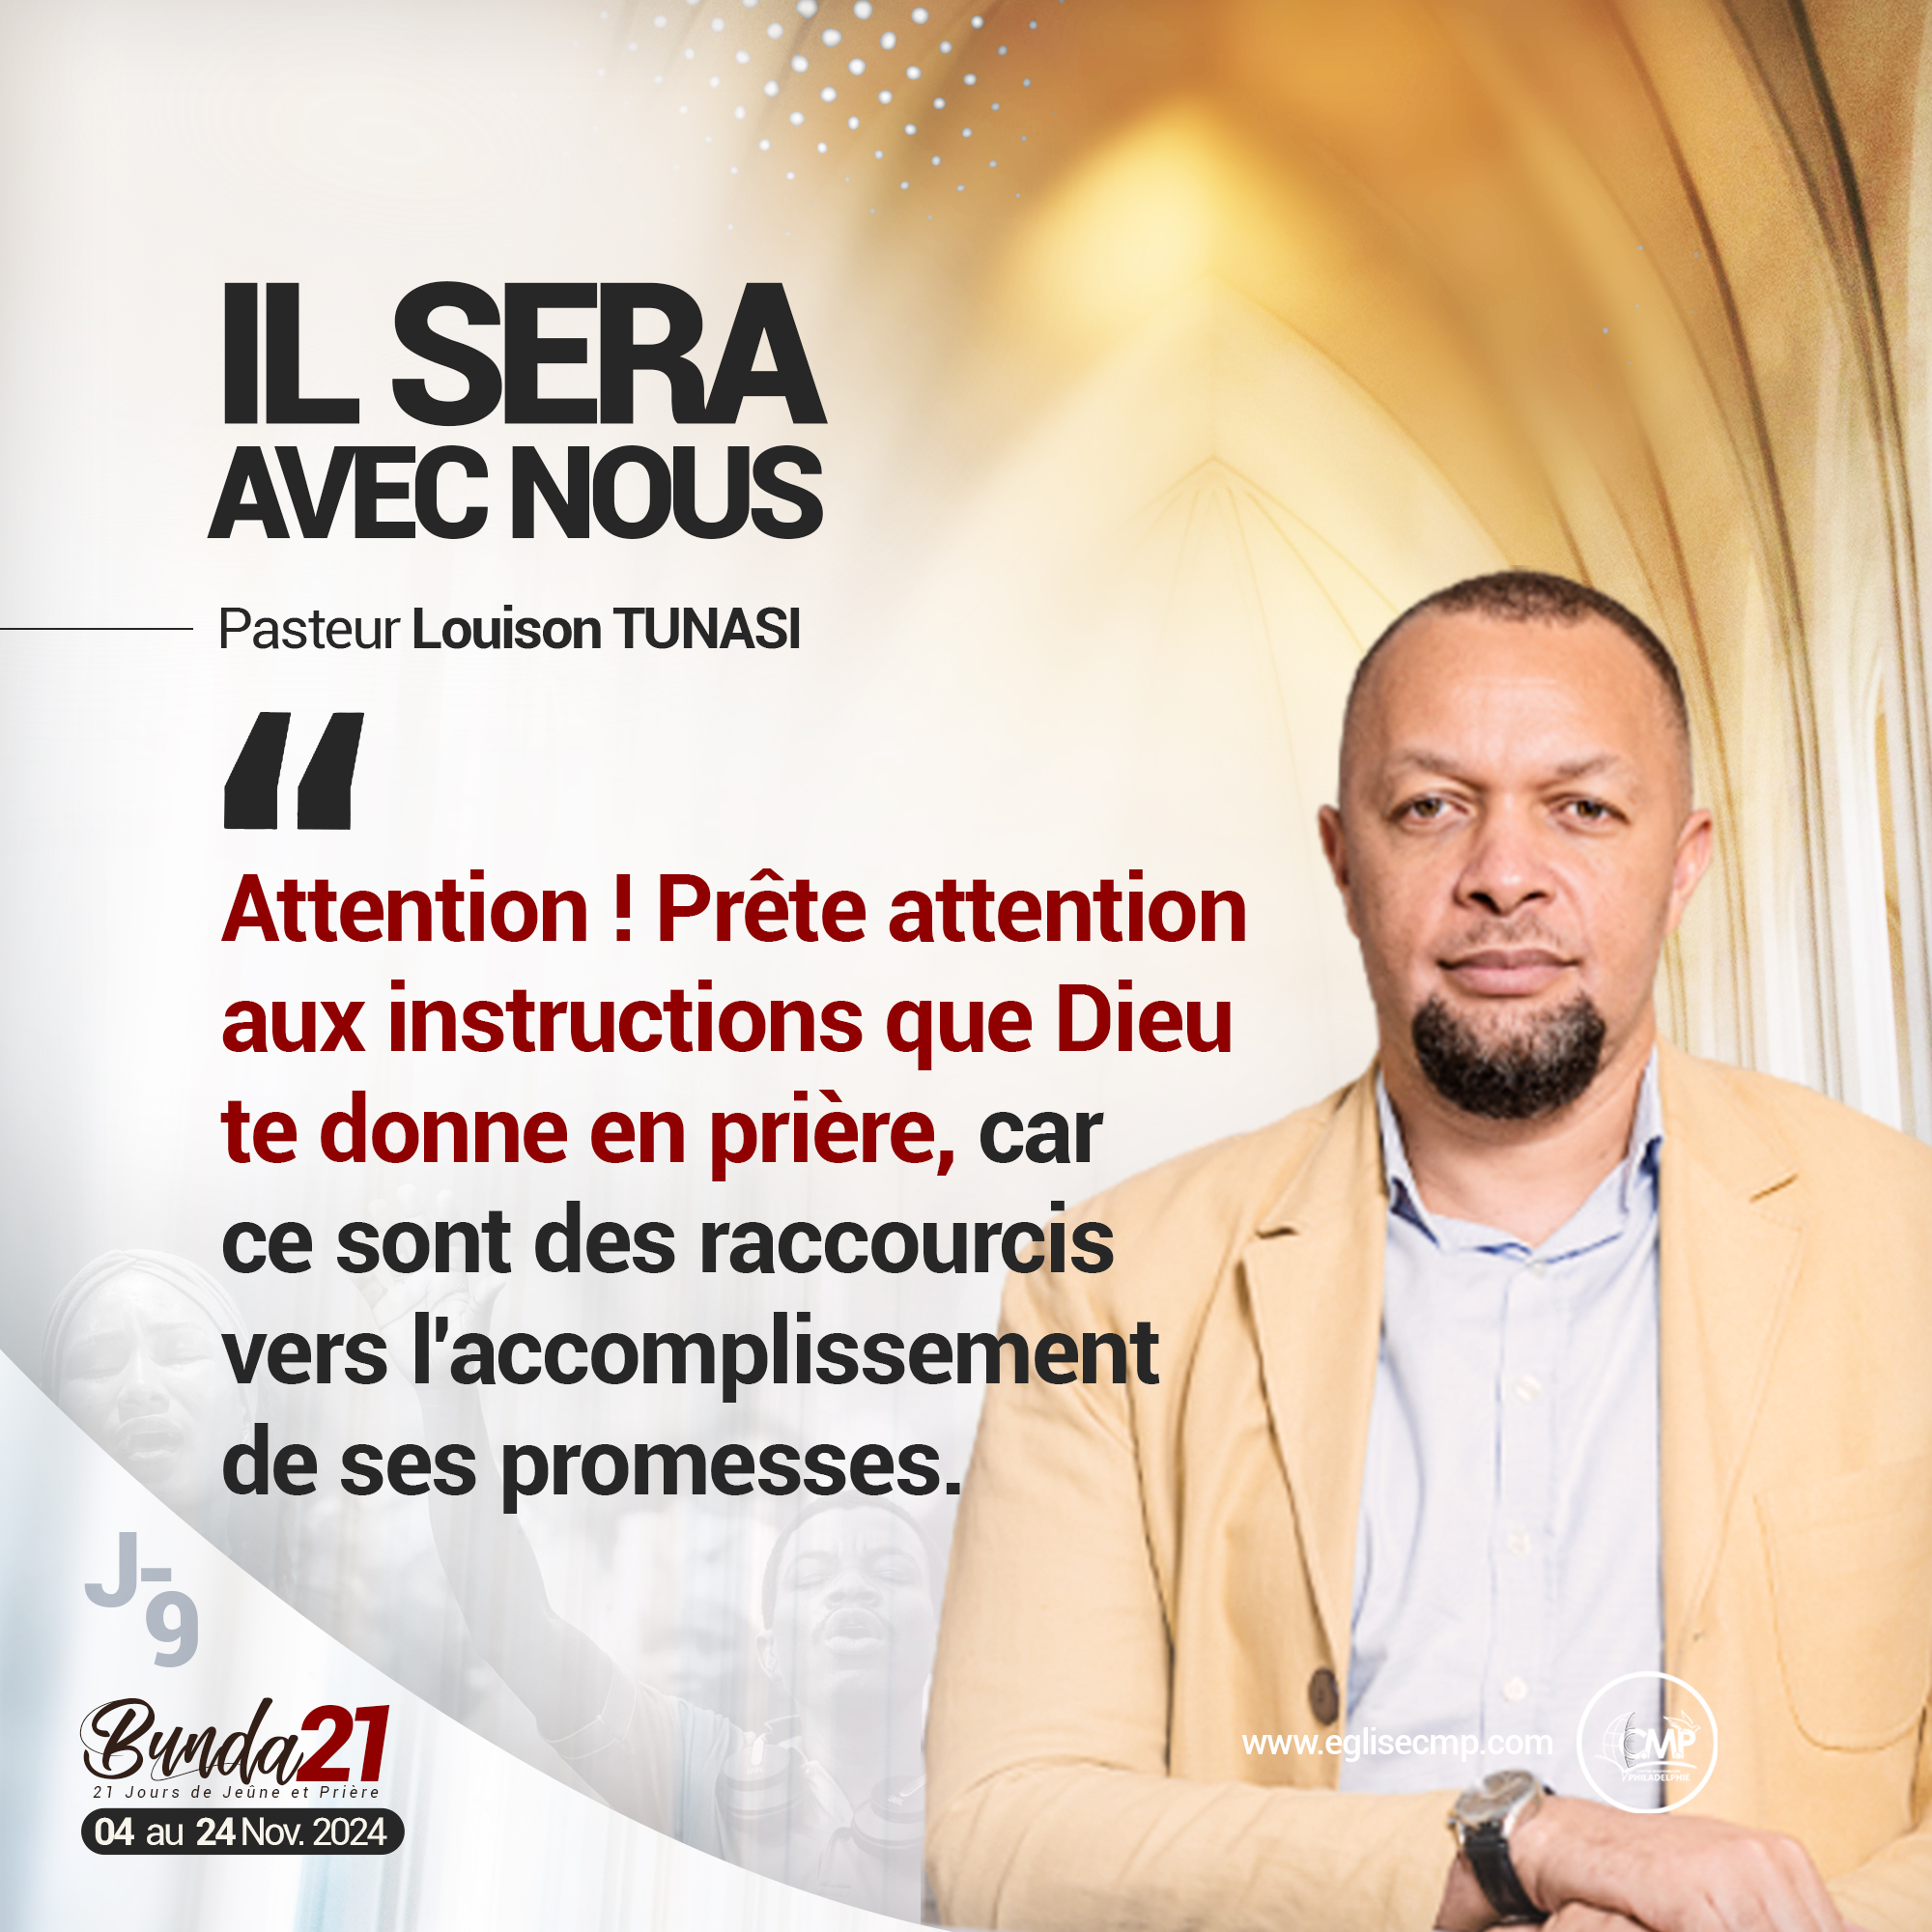 IL SERA
AVEC NOUS
Pasteur Louison TUNASI
“
Attention ! Prête attention
aux instructions que Dieu
te donne en prière, car
ce sont des raccourcis
vers l'accomplissement
de ses promesses.
J-
9
Bunda21
21 Jours de Jeûne et Prière
04 au 24 Nov. 2024
www.eglisecmp.com
CMP
PHILADELPHIE